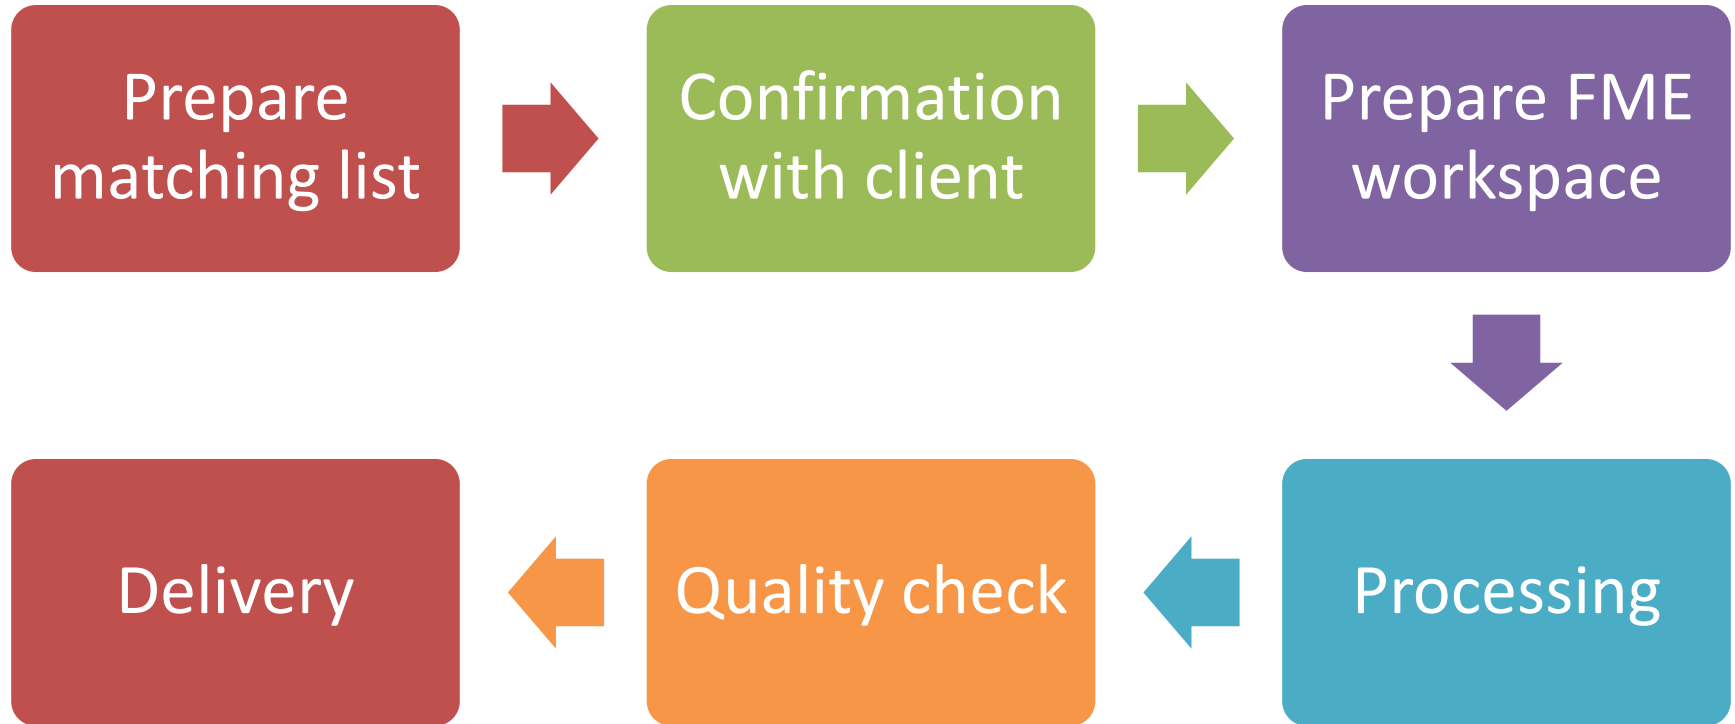 Prepare
matching list
Confirmation
with client
Prepare FME
workspace
Processing
Quality check
Delivery